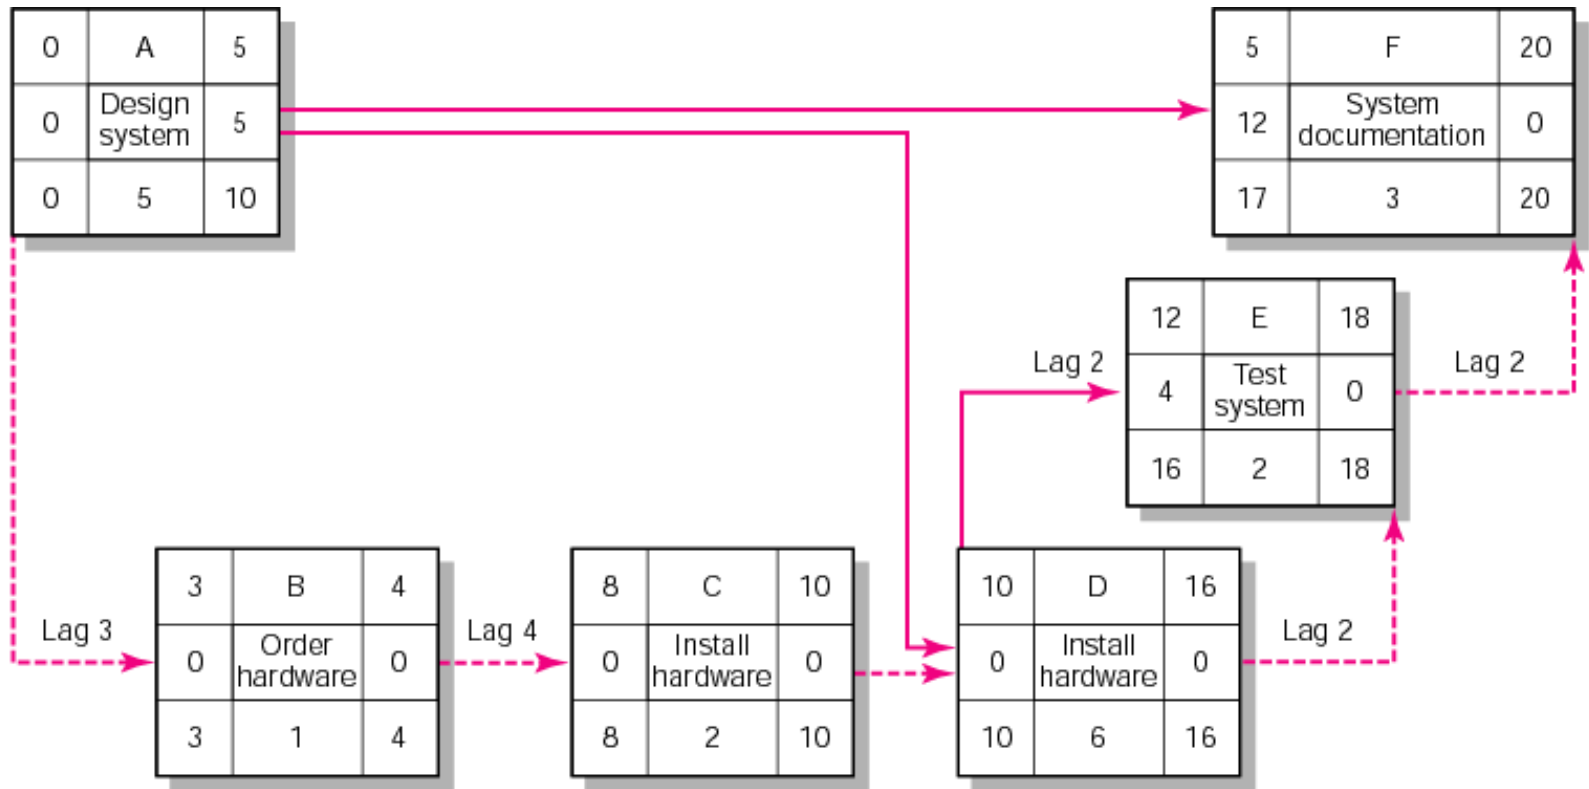 0 A 5
0 Design system 5
0 5 10
5 F 20
12 System documentation 0
17 3 20
12 E 18
Lag 2
4 Test system 0
Lag 2
16 2 18
3 B 4
Lag 3
0 Order hardware 0
3 1 4
Lag 4
8 C 10
0 Install hardware 0
8 2 10
10 D 16
0 Install hardware 0
10 6 16
Lag 2